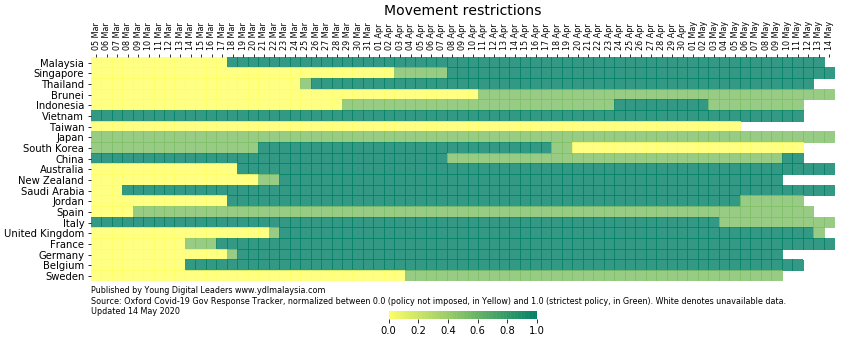 Movement restrictions
05 Mar 06 Mar 07 Mar 08 Mar 09 Mar 10 Mar 11 Mar 12 Mar 13 Mar 14 Mar 15 Mar 16 Mar 17 Mar 18 Mar 19 Mar 20 Mar 21 Mar 22 Mar 23 Mar 24 Mar 25 Mar 26 Mar 27 Mar 28 Mar 29 Mar 30 Mar 31 Mar 01 Apr 02 Apr 03 Apr 04 Apr 05 Apr 06 Apr 07 Apr 08 Apr 09 Apr 10 Apr 11 Apr 12 Apr 13 Apr 14 Apr 15 Apr 16 Apr 17 Apr 18 Apr 19 Apr 20 Apr 21 Apr 22 Apr 23 Apr 24 Apr 25 Apr 26 Apr 27 Apr 28 Apr 29 Apr 30 Apr 01 May 02 May 03 May 04 May 05 May 06 May 07 May 08 May 09 May 10 May 11 May 12 May 13 May 14 May
Malaysia
Singapore
Thailand
Brunei
Indonesia
Vietnam
Taiwan
Japan
South Korea
China
Australia
New Zealand
Saudi Arabia
Jordan
Spain
Italy
United Kingdom
France
Germany
Belgium
Sweden
Published by Young Digital Leaders www.ydlmalaysia.com
Source: Oxford Covid-19 Gov Response Tracker, normalized between 0.0 (policy not imposed, in Yellow) and 1.0 (strictest policy, in Green). White denotes unavailable data.
Updated 14 May 2020
0.0 0.2 0.4 0.6 0.8 1.0